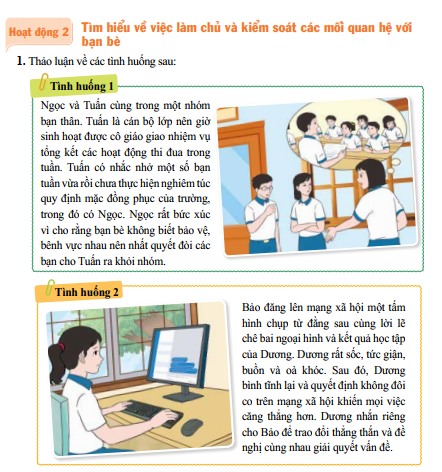 Hoạt động 2
Tìm hiểu về việc làm chủ và kiểm soát các mối quan hệ với
bạn bè
1. Thảo luận về các tình huống sau:
Tình huống 1
Ngọc và Tuấn cùng trong một nhóm
bạn thân. Tuấn là cán bộ lớp nên giờ
sinh hoạt được cô giáo giao nhiệm vụ
tổng kết các hoạt động thi đua trong
tuần. Tuấn có nhắc nhở một số bạn
tuần vừa rồi chưa thực hiện nghiêm túc
quy định mặc đồng phục của trường,
trong đó có Ngọc. Ngọc rất bức xúc
vì cho rằng bạn bè không biết bảo vệ,
bênh vực nhau nên nhất quyết đòi các
bạn cho Tuấn ra khỏi nhóm.
Tình huống 2
Bảo đăng lên mạng xã hội một tấm
hình chụp từ đằng sau cùng lời lẽ
chê bai ngoại hình và kết quả học tập
của Dương. Dương rất sốc, tức giận,
buồn và oà khóc. Sau đó, Dương
bình tĩnh lại và quyết định không đôi
co trên mạng xã hội khiến mọi việc
căng thẳng hơn. Dương nhắn riêng
cho Bảo để trao đổi thẳng thắn và đề
nghị cùng nhau giải quyết vấn đề.